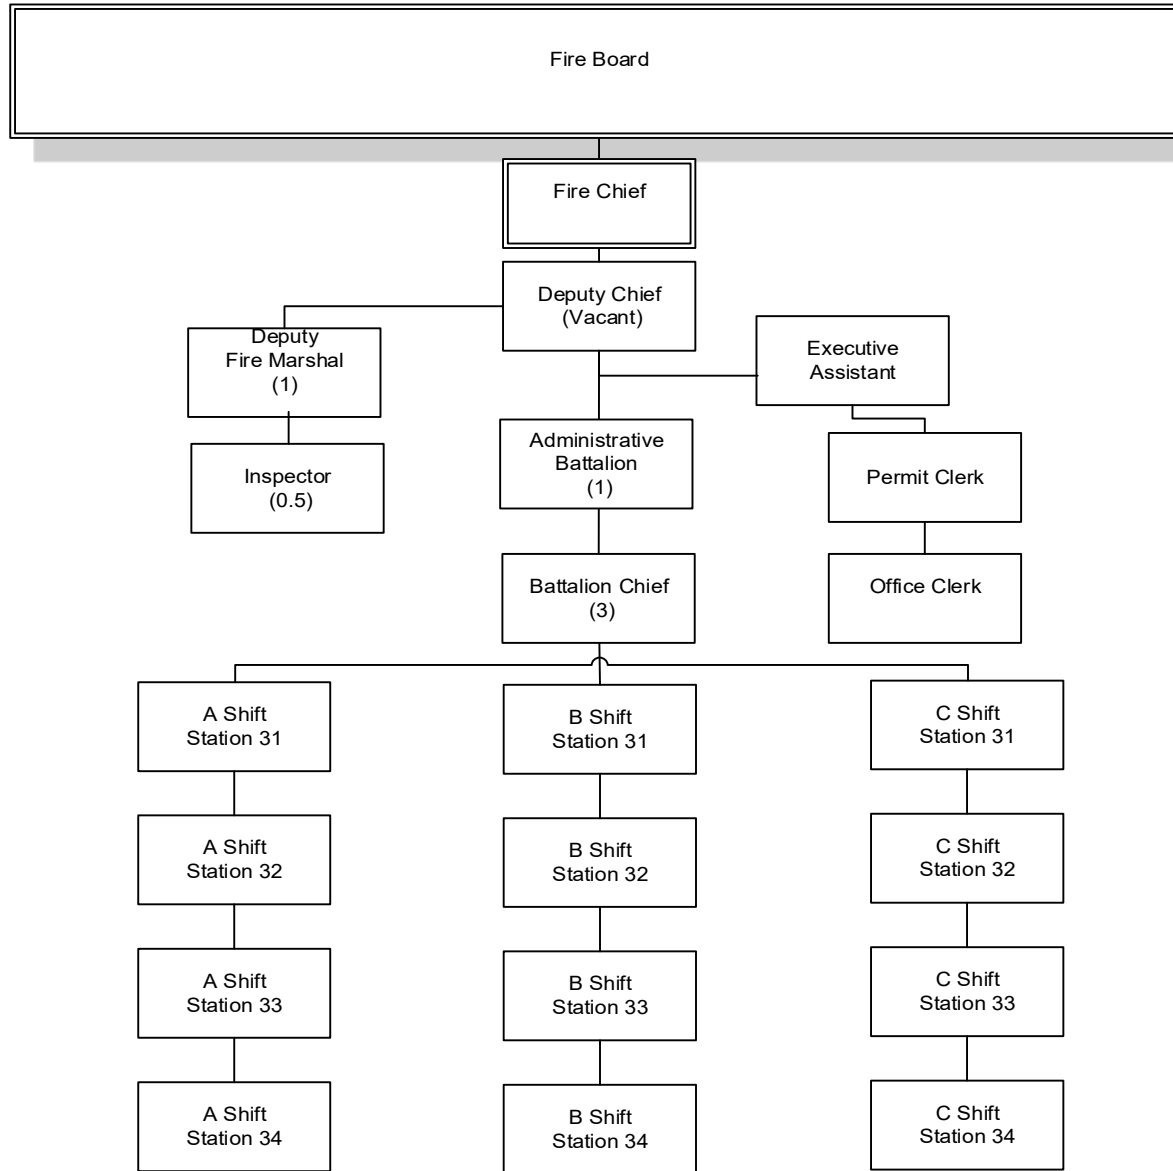 Fire Board
Fire Chief
Deputy Chief
(Vacant)
Deputy
Fire Marshal
(1)
Executive
Assistant
Administrative
Battalion
(1)
Inspector
(0.5)
Permit Clerk
Battalion Chief
(3)
Office Clerk
A Shift
Station 31
B Shift
Station 31
C Shift
Station 31
A Shift
Station 32
B Shift
Station 32
C Shift
Station 32
A Shift
Station 33
B Shift
Station 33
C Shift
Station 33
A Shift
Station 34
B Shift
Station 34
C Shift
Station 34